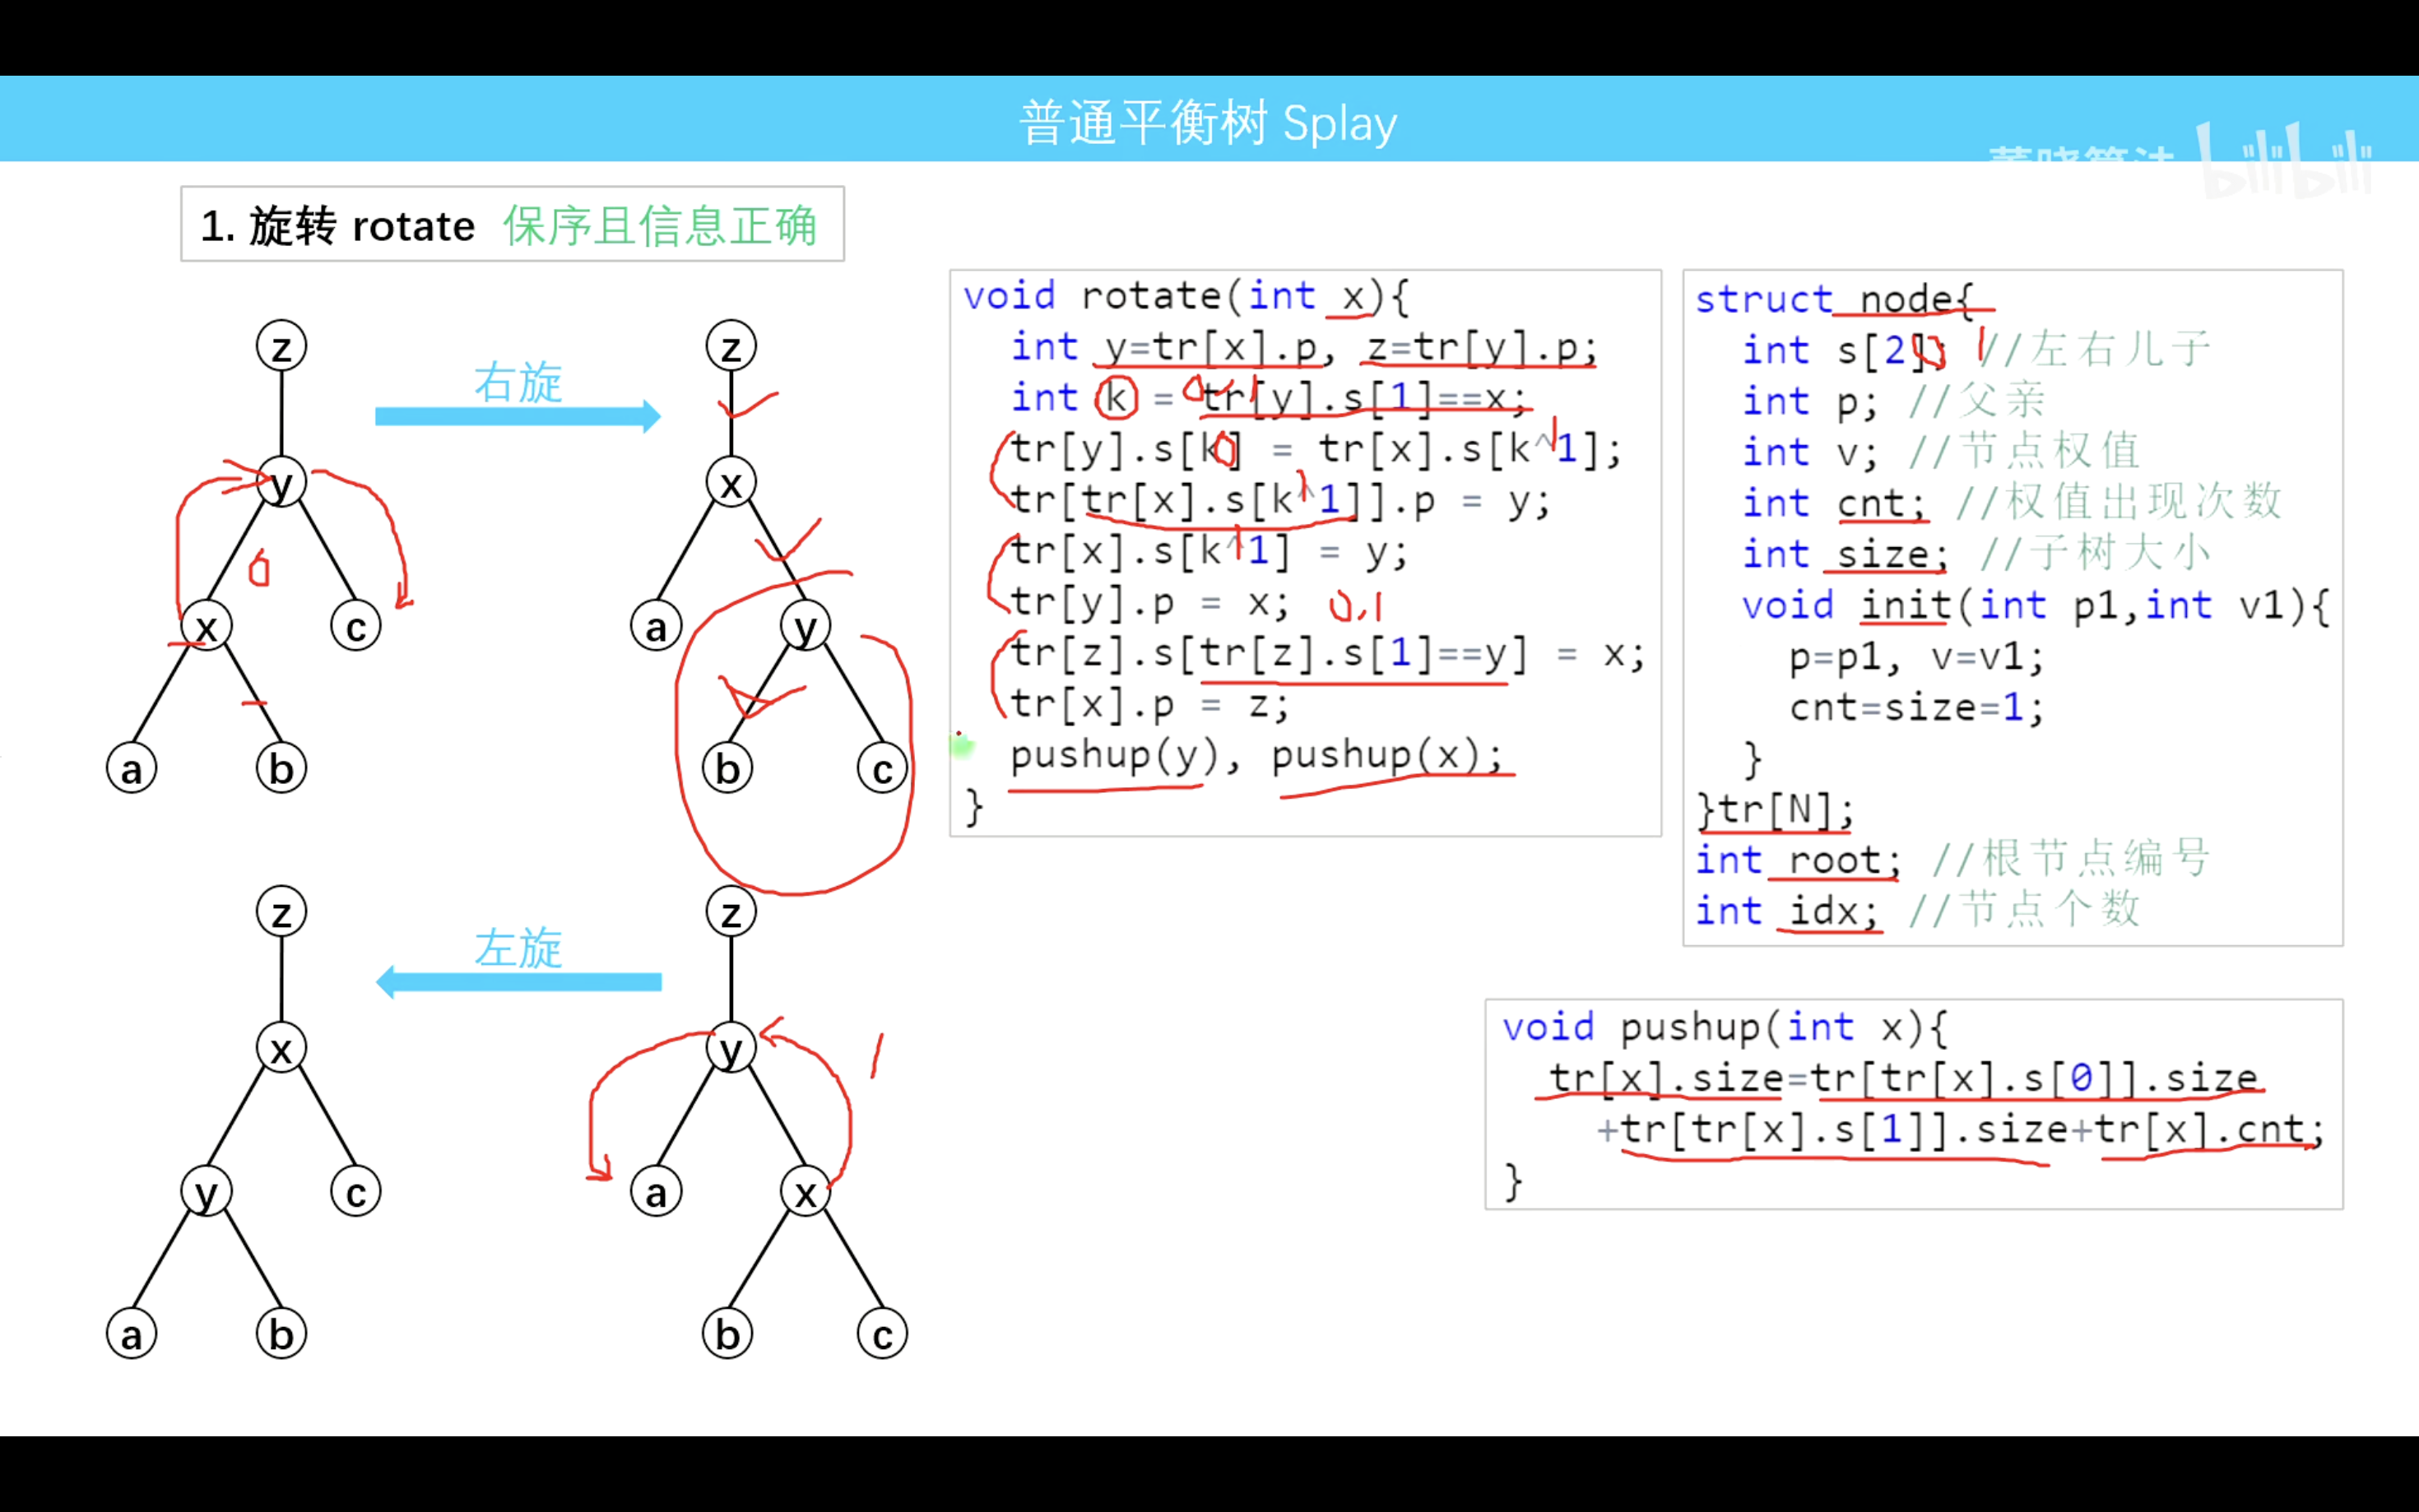 普通平衡树 Splay
bilibili
1. 旋转 rotate 保序且信息正确
z
右旋
z
y
x
0
x
c
a
y
a
b
b
c
z
左旋
z
x
y
1
y
c
a
x
a
b
b
c
void rotate(int x){
int y=tr[x].p, z=tr[y].p;
int k = tr[y].s[1]==x;
tr[y].s[k] = tr[x].s[k^1];
tr[tr[x].s[k^1]].p = y;
tr[x].s[k^1] = y;
tr[y].p = x; 0,1
tr[z].s[tr[z].s[1]==y] = x;
tr[x].p = z;
pushup(y), pushup(x);
}
struct node{
int s[2]; //左右儿子
int p; //父亲
int v; //节点权值
int cnt; //权值出现次数
int size; //子树大小
void init(int p1,int v1){
p=p1, v=v1;
cnt=size=1;
}
}tr[N];
int root; //根节点编号
int idx; //节点个数
void pushup(int x){
tr[x].size=tr[tr[x].s[0]].size
+tr[tr[x].s[1]].size+tr[x].cnt;
}